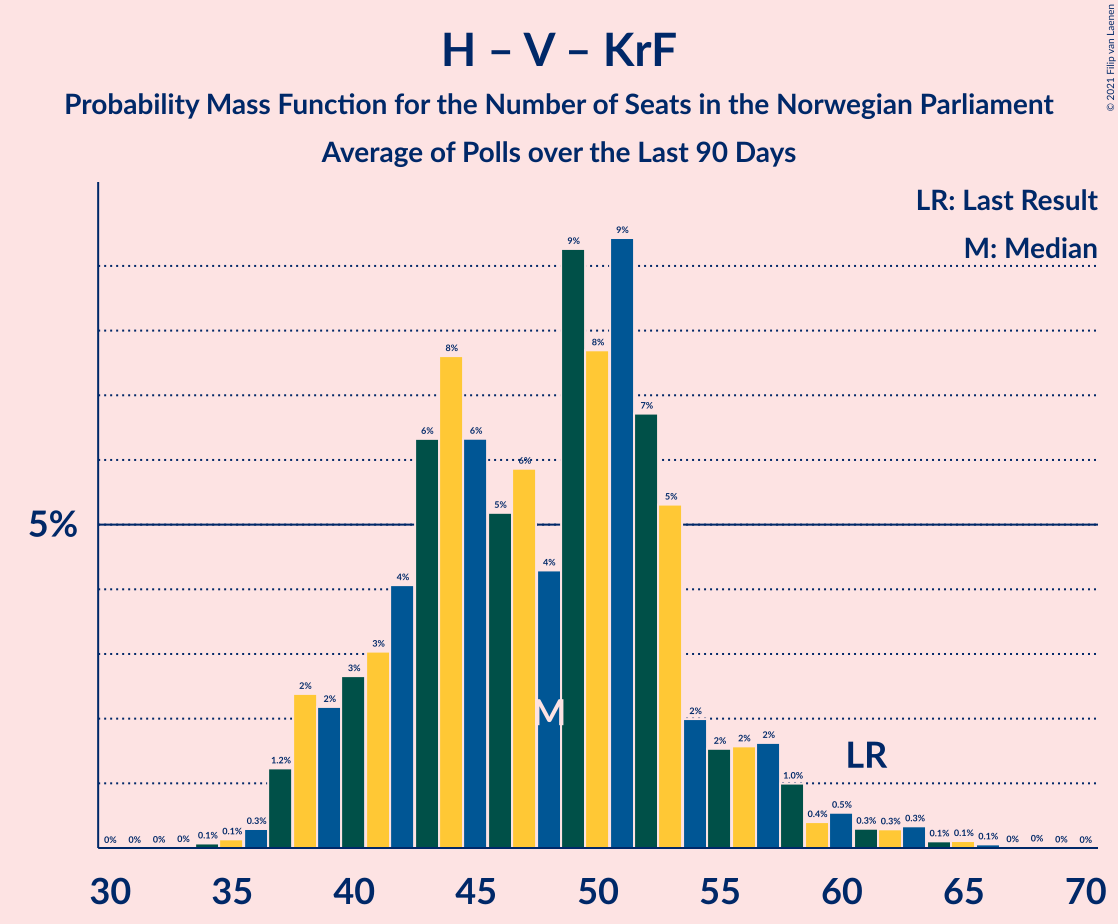 H – V – KrF
Probability Mass Function for the Number of Seats in the Norwegian Parliament
Average of Polls over the Last 90 Days
© 2021 Filip van Laenen
LR: Last Result
M: Median
5%
0% 0% 0% 0% 0.1% 0.1% 0.3% 1.2% 2% 2% 3% 3% 4% 6% 8% 6% 5% 6% 4% 9% 8% 9% 7% 5% 2% 2% 2% 2% 1.0% 0.4% 0.5% 0.3% 0.3% 0.3% 0.1% 0.1% 0.1% 0% 0% 0% 0%
M
LR
30 35 40 45 50 55 60 65 70